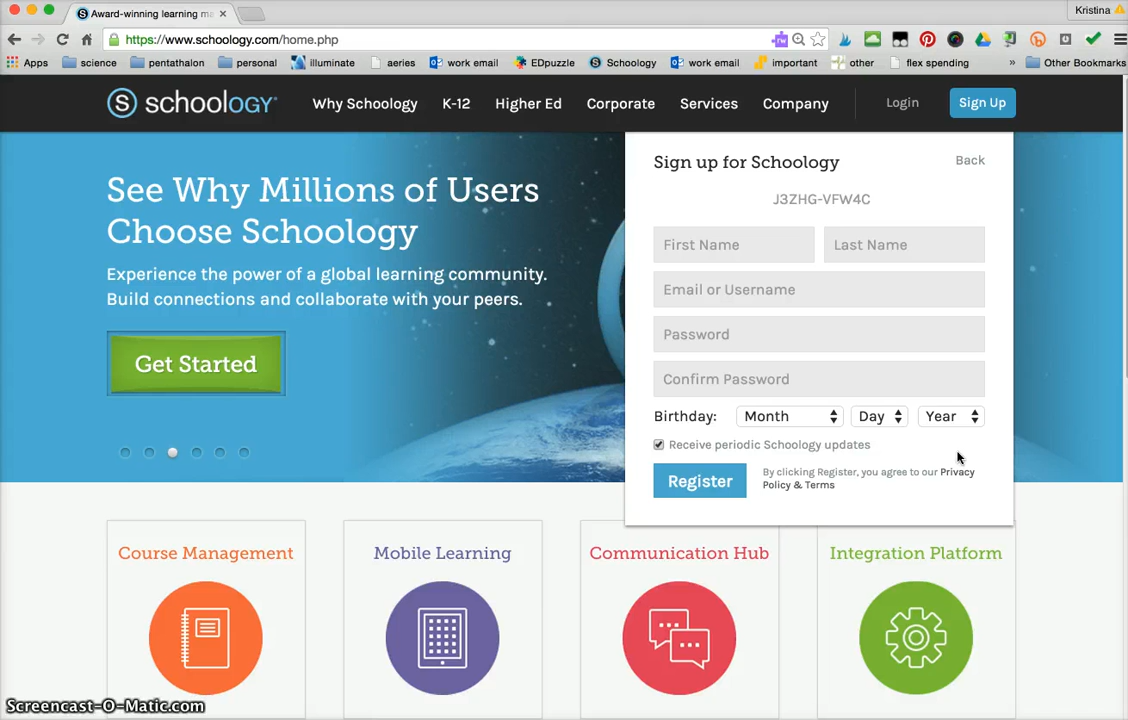 Award-winning learning ma
Kristina
https://www.schoology.com/home.php
Apps science pentathalon personal illuminate aeries work email EDpuzzle Schoology work email important other flex spending » Other Bookmarks
schoology Why Schoology K-12 Higher Ed Corporate Services Company Login Sign Up
See Why Millions of Users
Choose Schoology
Experience the power of a global learning community.
Build connections and collaborate with your peers.
Get Started
Sign up for Schoology Back
J3ZHG-VFW4C
First Name Last Name
Email or Username
Password
Confirm Password
Birthday: Month Day Year
Receive periodic Schoology updates
Register
By clicking Register, you agree to our Privacy
Policy & Terms
Course Management Mobile Learning Communication Hub Integration Platform
Screencast-O-Matic.com